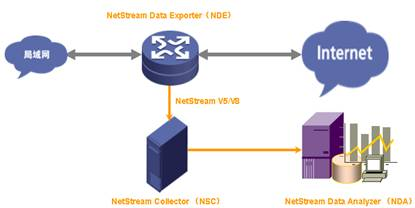 NetStream Data Exporter（NDE）
局域网
Internet
NetStream V5/V8
NetStream Collector （NSC）
NetStream Data Analyzer （NDA）